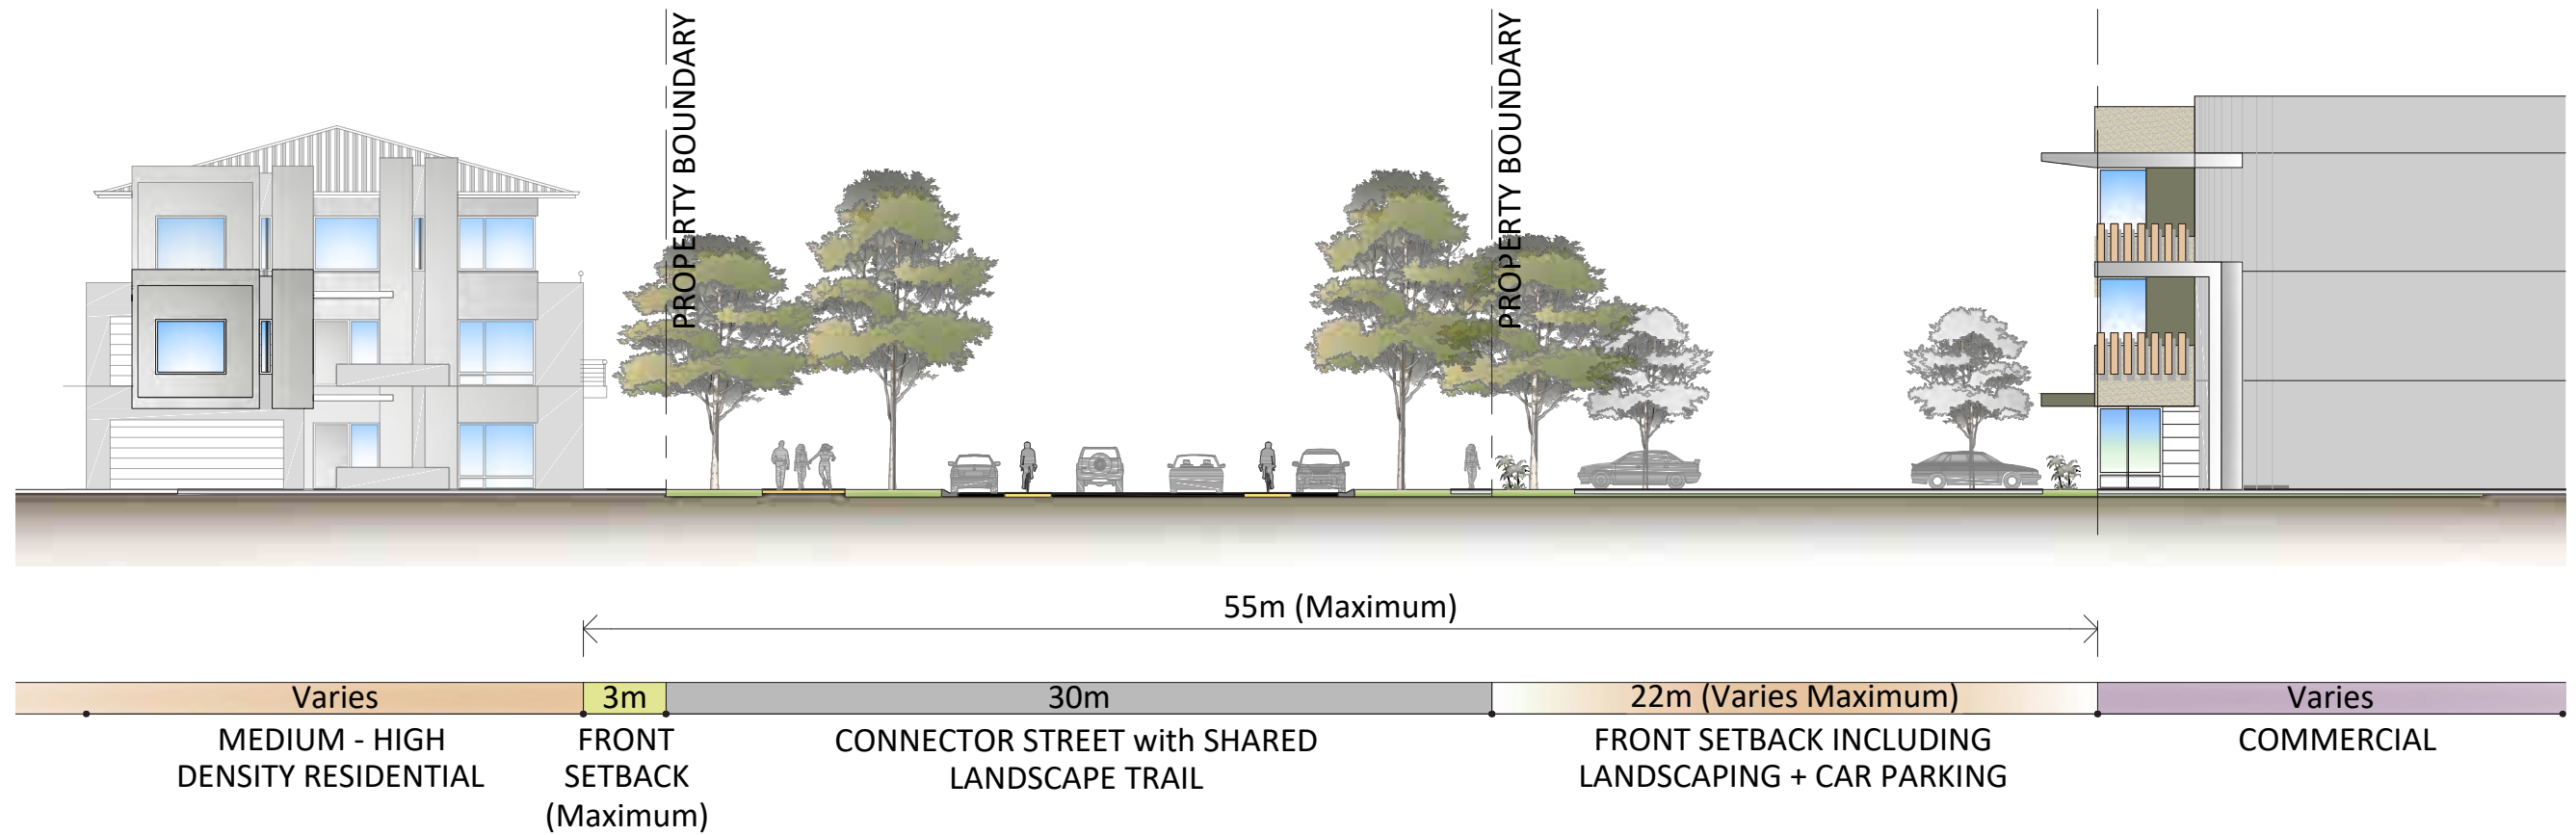 PROPERTY BOUNDARY
PROPERTY BOUNDARY
55m (Maximum)
Varies
3m
30m
22m (Varies Maximum)
Varies
MEDIUM - HIGH
DENSITY RESIDENTIAL
FRONT
SETBACK
(Maximum)
CONNECTOR STREET with SHARED
LANDSCAPE TRAIL
FRONT SETBACK INCLUDING
LANDSCAPING + CAR PARKING
COMMERCIAL